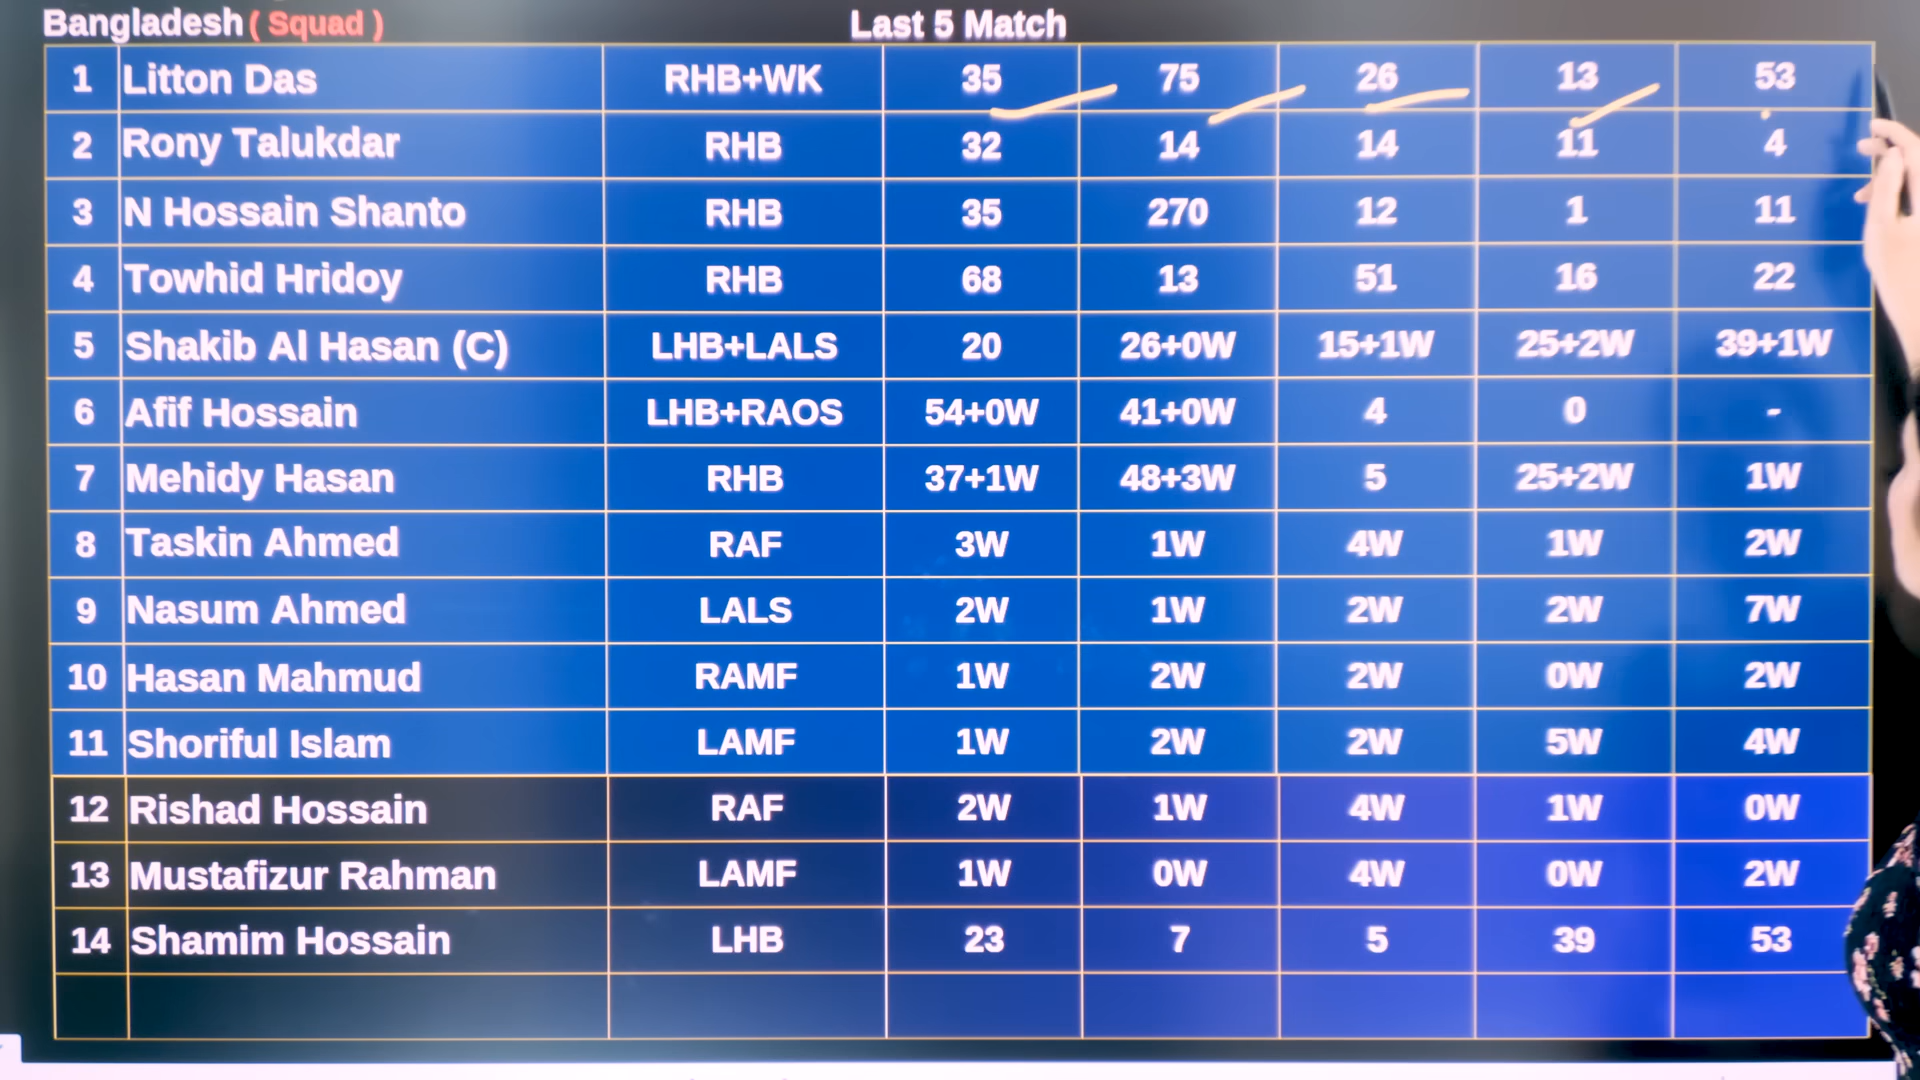 Bangladesh ( Squad ) Last 5 Match
1 Litton Das RHB+WK 35 75 26 13 53
2 Rony Talukdar RHB 32 14 14 11 4
3 N Hossain Shanto RHB 35 270 12 1 11
4 Towhid Hridoy RHB 68 13 51 16 22
5 Shakib Al Hasan (C) LHB+LALS 20 26+0W 15+1W 25+2W 39+1W
6 Afif Hossain LHB+RAOS 54+0W 41+0W 4 0 -
7 Mehidy Hasan RHB 37+1W 48+3W 5 25+2W 1W
8 Taskin Ahmed RAF 3W 1W 4W 1W 2W
9 Nasum Ahmed LALS 2W 1W 2W 2W 7W
10 Hasan Mahmud RAMF 1W 2W 2W 0W 2W
11 Shoriful Islam LAMF 1W 2W 2W 5W 4W
12 Rishad Hossain RAF 2W 1W 4W 1W 0W
13 Mustafizur Rahman LAMF 1W 0W 4W 0W 2W
14 Shamim Hossain LHB 23 7 5 39 53